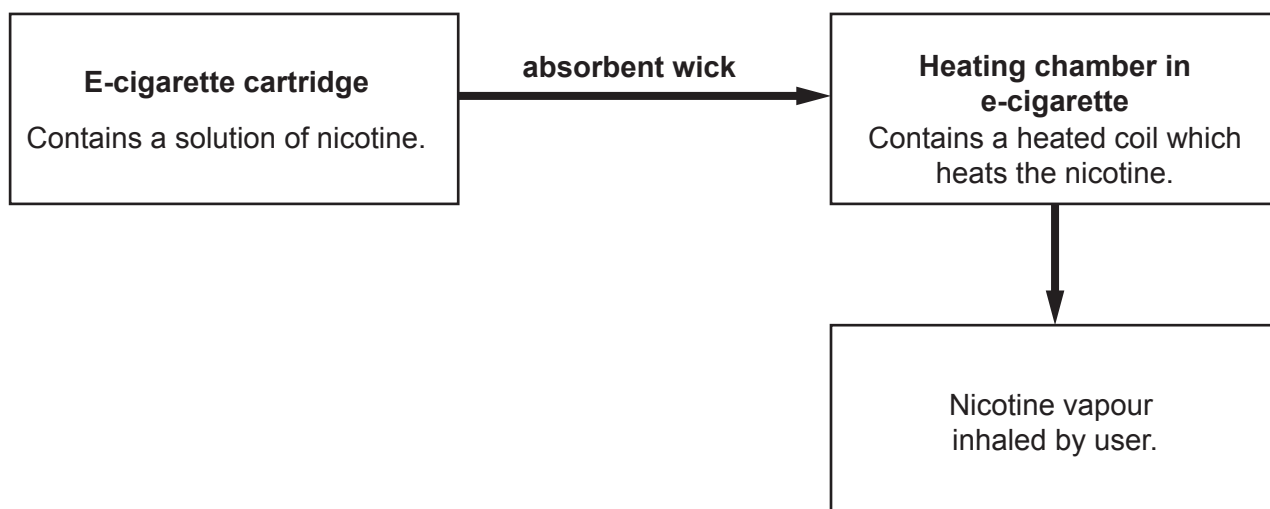 E-cigarette cartridge
Contains a solution of nicotine.
absorbent wick
Heating chamber in
e-cigarette
Contains a heated coil which
heats the nicotine.
Nicotine vapour
inhaled by user.